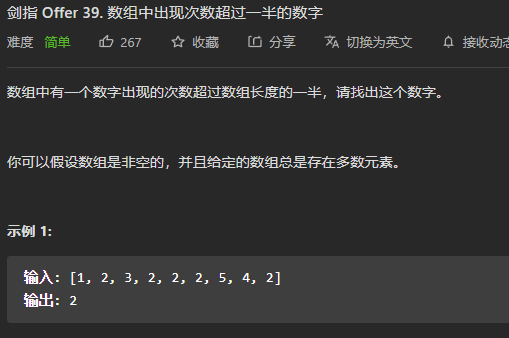 剑指 Offer 39. 数组中出现次数超过一半的数字
难度 简单 267 收藏 分享 切换为英文 接收动态
数组中有一个数字出现的次数超过数组长度的一半，请找出这个数字。
你可以假设数组是非空的，并且给定的数组总是存在多数元素。
示例 1:
输入: [1, 2, 3, 2, 2, 2, 5, 4, 2]
输出: 2